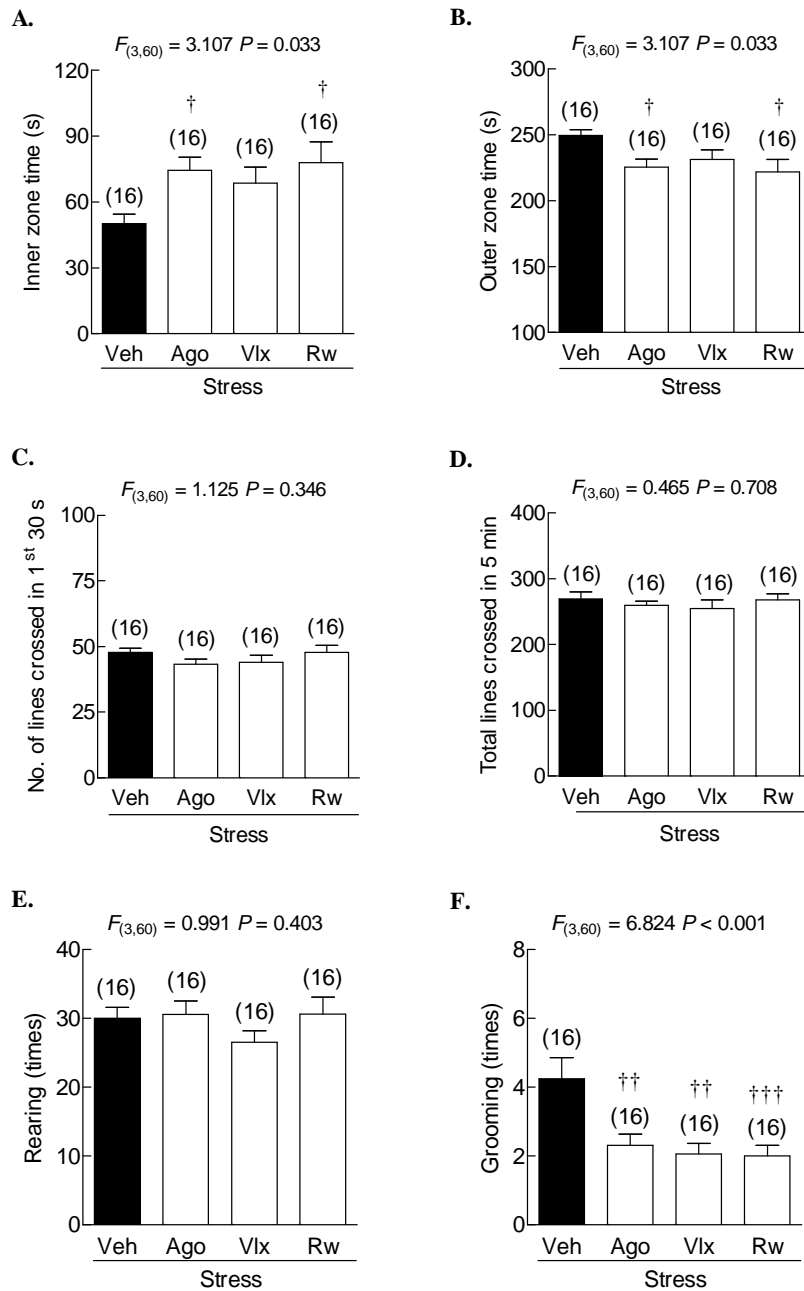 A.
F(3,60) = 3.107 P = 0.033
Inner zone time (s)
120
90
60
30
0
†
†
(16)
(16)
(16)
(16)
Veh Ago Vlx Rw
Stress
B.
F(3,60) = 3.107 P = 0.033
Outer zone time (s)
300
250
200
150
100
†
†
(16)
(16)
(16)
(16)
Veh Ago Vlx Rw
Stress
C.
F(3,60) = 1.125 P = 0.346
No. of lines crossed in 1st 30 s
100
75
50
25
0
(16)
(16)
(16)
(16)
Veh Ago Vlx Rw
Stress
D.
F(3,60) = 0.465 P = 0.708
Total lines crossed in 5 min
400
300
200
100
0
(16)
(16)
(16)
(16)
Veh Ago Vlx Rw
Stress
E.
F(3,60) = 0.991 P = 0.403
Rearing (times)
40
30
20
10
0
(16)
(16)
(16)
(16)
Veh Ago Vlx Rw
Stress
F.
F(3,60) = 6.824 P < 0.001
Grooming (times)
8
6
4
2
0
(16)
††
††
†††
(16)
(16)
(16)
Veh Ago Vlx Rw
Stress